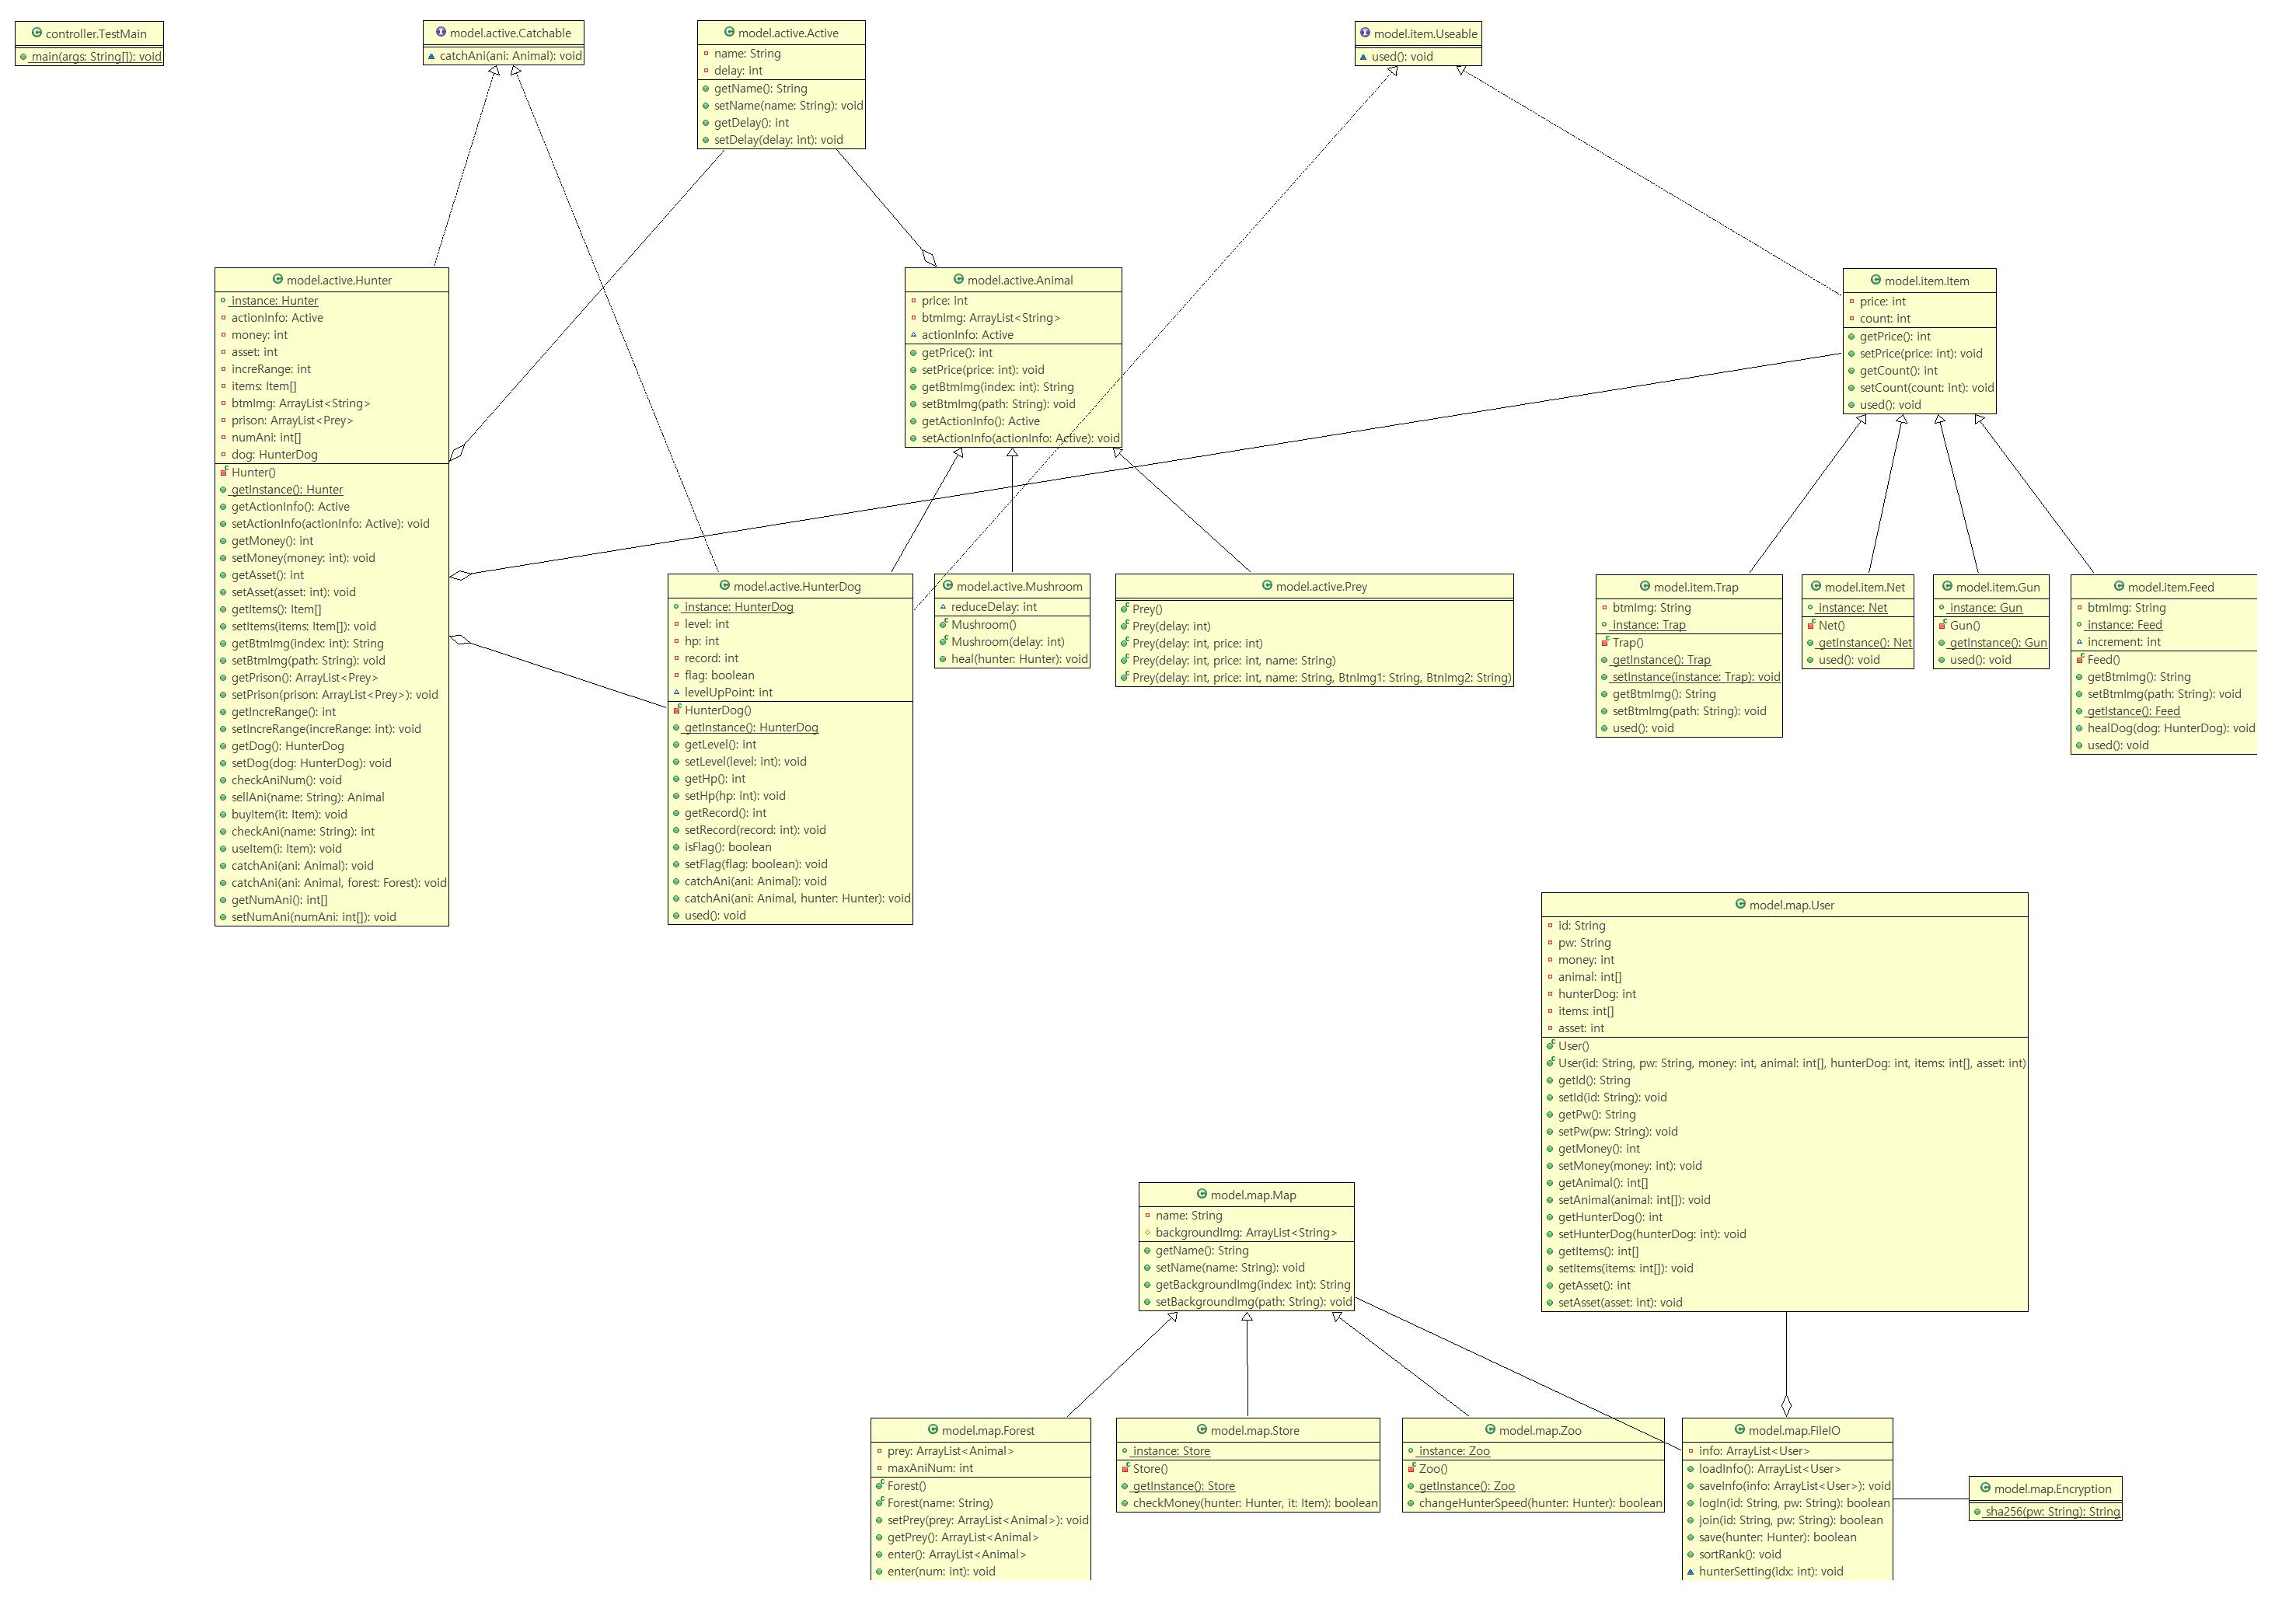 controller.TestMain
main(args: String[]): void
model.active.Catchable
catchAni(ani: Animal): void
model.active.Active
name: String
delay: int
getName(): String
setName(name: String): void
getDelay(): int
setDelay(delay: int): void
model.item.Useable
used(): void
model.active.Hunter
instance: Hunter
actionInfo: Active
money: int
asset: int
increRange: int
items: Item[]
btmImg: ArrayList<String>
prison: ArrayList<Prey>
numAni: int[]
dog: HunterDog
Hunter()
getInstance(): Hunter
getActionInfo(): Active
setActionInfo(actionInfo: Active): void
getMoney(): int
setMoney(money: int): void
getAsset(): int
setAsset(asset: int): void
getItems(): Item[]
setItems(items: Item[]): void
getBtmImg(index: int): String
setBtmImg(path: String): void
getPrison(): ArrayList<Prey>
setPrison(prison: ArrayList<Prey>): void
getIncreRange(): int
setIncreRange(increRange: int): void
getDog(): HunterDog
setDog(dog: HunterDog): void
checkAniNum(): void
sellAni(name: String): Animal
buyItem(it: Item): void
checkAni(name: String): int
useItem(i: Item): void
catchAni(ani: Animal): void
catchAni(ani: Animal, forest: Forest): void
getNumAni(): int[]
setNumAni(numAni: int[]): void
model.active.Animal
price: int
btmImg: ArrayList<String>
actionInfo: Active
getPrice(): int
setPrice(price: int): void
getBtmImg(index: int): String
setBtmImg(path: String): void
getActionInfo(): Active
setActionInfo(actionInfo: Active): void
model.item.Item
price: int
count: int
getPrice(): int
setPrice(price: int): void
getCount(): int
setCount(count: int): void
used(): void
model.active.HunterDog
instance: HunterDog
level: int
hp: int
record: int
flag: boolean
levelUpPoint: int
HunterDog()
getInstance(): HunterDog
getLevel(): int
setLevel(level: int): void
getHp(): int
setHp(hp: int): void
getRecord(): int
setRecord(record: int): void
isFlag(): boolean
setFlag(flag: boolean): void
catchAni(ani: Animal): void
catchAni(ani: Animal, hunter: Hunter): void
used(): void
model.active.Mushroom
reduceDelay: int
Mushroom()
Mushroom(delay: int)
heal(hunter: Hunter): void
model.active.Prey
Prey()
Prey(delay: int)
Prey(delay: int, price: int)
Prey(delay: int, price: int, name: String)
Prey(delay: int, price: int, name: String, BtnImg1: String, BtnImg2: String)
model.item.Trap
btmImg: String
instance: Trap
Trap()
getInstance(): Trap
setInstance(instance: Trap): void
getBtmImg(): String
setBtmImg(path: String): void
used(): void
model.item.Net
instance: Net
Net()
getInstance(): Net
used(): void
model.item.Gun
instance: Gun
Gun()
getInstance(): Gun
used(): void
model.item.Feed
btmImg: String
instance: Feed
increment: int
Feed()
getBtmImg(): String
setBtmImg(path: String): void
getIstance(): Feed
healDog(dog: HunterDog): void
used(): void
model.map.User
id: String
pw: String
money: int
animal: int[]
hunterDog: int
items: int[]
asset: int
User()
User(id: String, pw: String, money: int, animal: int[], hunterDog: int, items: int[], asset: int)
getId(): String
setId(id: String): void
getPw(): String
setPw(pw: String): void
getMoney(): int
setMoney(money: int): void
getAnimal(): int[]
setAnimal(animal: int[]): void
getHunterDog(): int
setHunterDog(hunterDog: int): void
getItems(): int[]
setItems(items: int[]): void
getAsset(): int
setAsset(asset: int): void
model.map.Map
name: String
backgroundImg: ArrayList<String>
getName(): String
setName(name: String): void
getBackgroundImg(index: int): String
setBackgroundImg(path: String): void
model.map.Forest
prey: ArrayList<Animal>
maxAniNum: int
Forest()
Forest(name: String)
setPrey(prey: ArrayList<Animal>): void
getPrey(): ArrayList<Animal>
enter(): ArrayList<Animal>
enter(num: int): void
model.map.Store
instance: Store
Store()
getInstance(): Store
checkMoney(hunter: Hunter, it: Item): boolean
model.map.Zoo
instance: Zoo
Zoo()
getInstance(): Zoo
changeHunterSpeed(hunter: Hunter): boolean
model.map.FileIO
info: ArrayList<User>
loadInfo(): ArrayList<User>
saveInfo(info: ArrayList<User>): void
logIn(id: String, pw: String): boolean
join(id: String, pw: String): boolean
save(hunter: Hunter): boolean
sortRank(): void
hunterSetting(idx: int): void
model.map.Encryption
sha256(pw: String): String